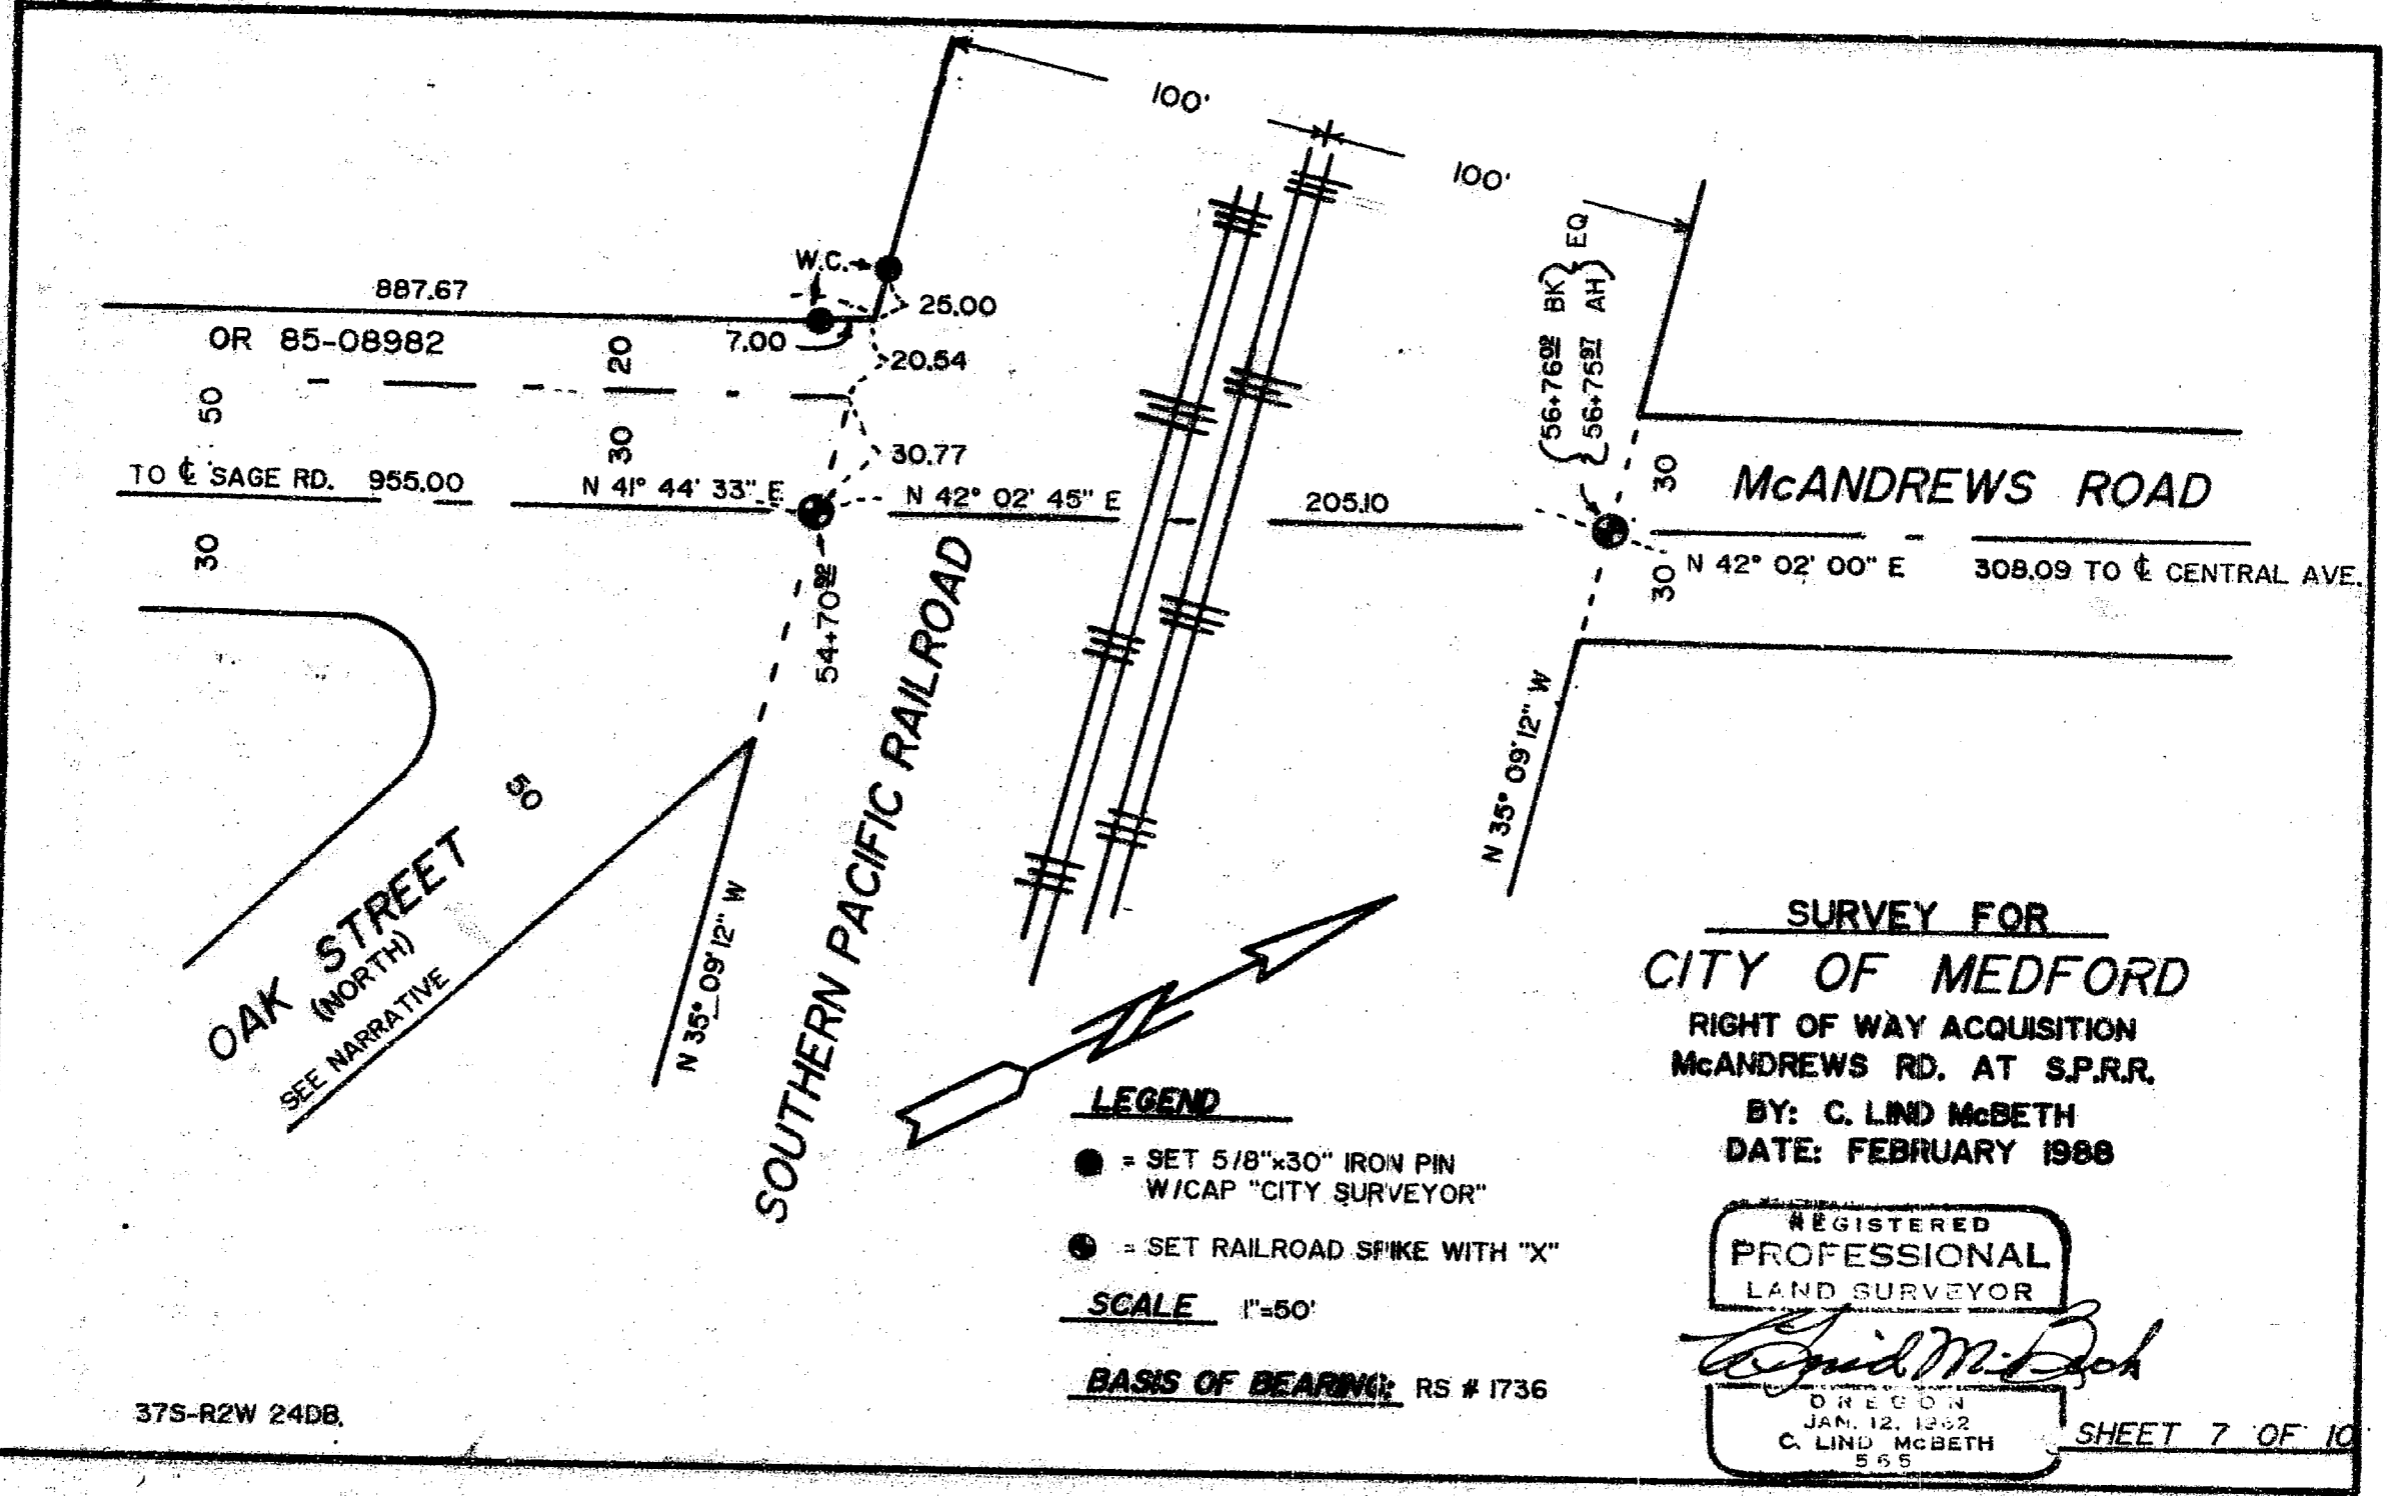 100'
100'
W.C.
887.67
25.00
OR 85-08982
7.00
20
20.54
50
30
30.77
TO ℄ SAGE RD. 955.00
N 41° 44' 33" E
N 42° 02' 45" E
205.10
56+76 02 BK
56+75 97 AH
EQ
30
McANDREWS ROAD
N 42° 02' 00" E
308.09 TO ℄ CENTRAL AVE.
30
30
54+70 92
N 35° 09' 12" W
SOUTHERN PACIFIC RAILROAD
50
OAK STREET
(NORTH)
SEE NARRATIVE
N 35° 09' 12" W
SURVEY FOR
CITY OF MEDFORD
RIGHT OF WAY ACQUISITION
McANDREWS RD. AT S.P.R.R.
BY: C. LIND McBETH
DATE: FEBRUARY 1988
LEGEND
= SET 5/8"x30" IRON PIN
W/CAP "CITY SURVEYOR"
= SET RAILROAD SPIKE WITH "X"
SCALE 1"=50'
BASIS OF BEARING: RS # 1736
REGISTERED
PROFESSIONAL
LAND SURVEYOR
OREGON
JAN. 12, 1962
C. LIND McBETH
565
37S-R2W 24DB.
SHEET 7 OF 10